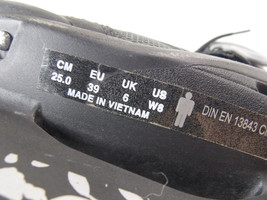 CM EU UK US
25.0 39 6 W8
MADE IN VIETNAM
DIN EN 13843